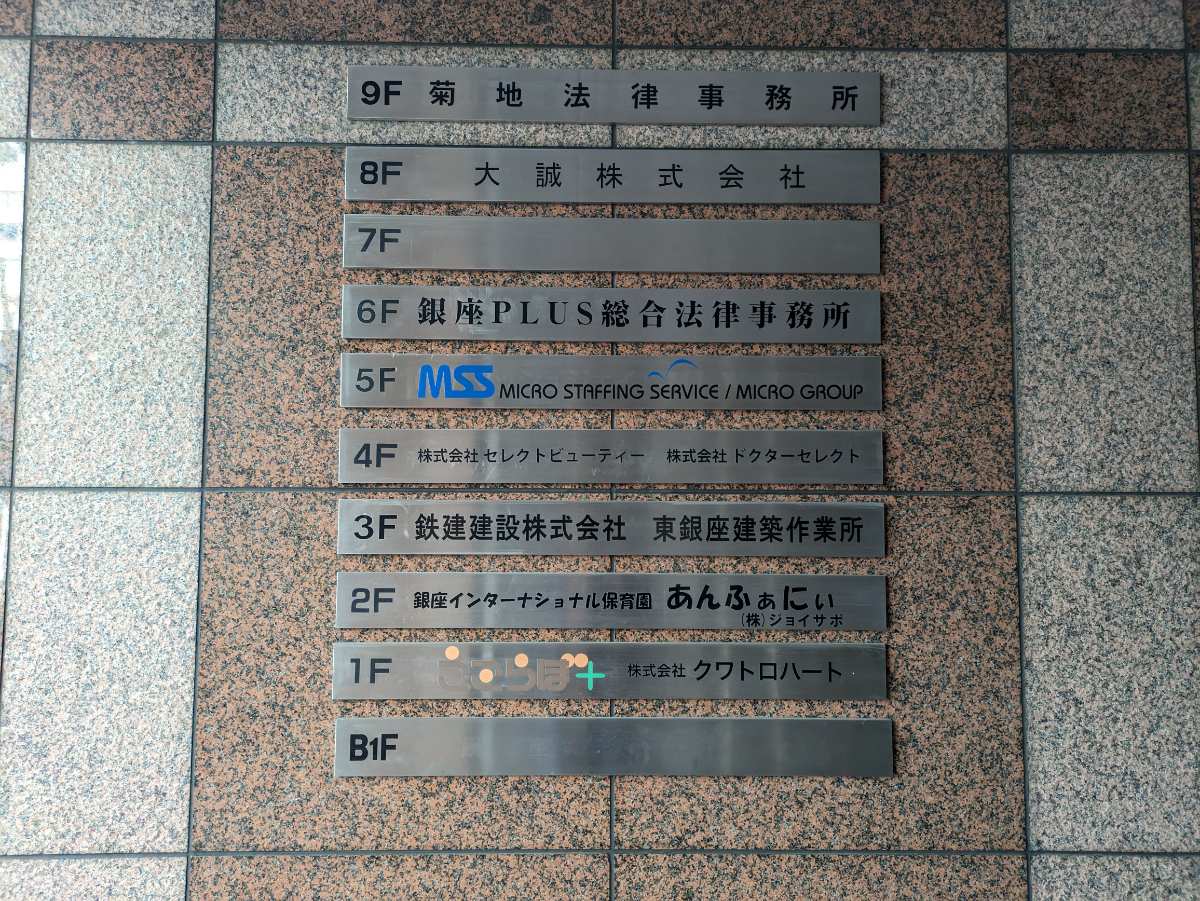 9F 菊地法律事務所
8F 大誠株式会社
7F
6F 銀座PLUS総合法律事務所
5F MSS MICRO STAFFING SERVICE / MICRO GROUP
4F 株式会社 セレクトビューティー 株式会社 ドクターセレクト
3F 鉄建建設株式会社 東銀座建築作業所
2F 銀座インターナショナル保育園 あんふぁにぃ
(株)ジョイサポ
1F こころぼ+ 株式会社 クワトロハート
B1F